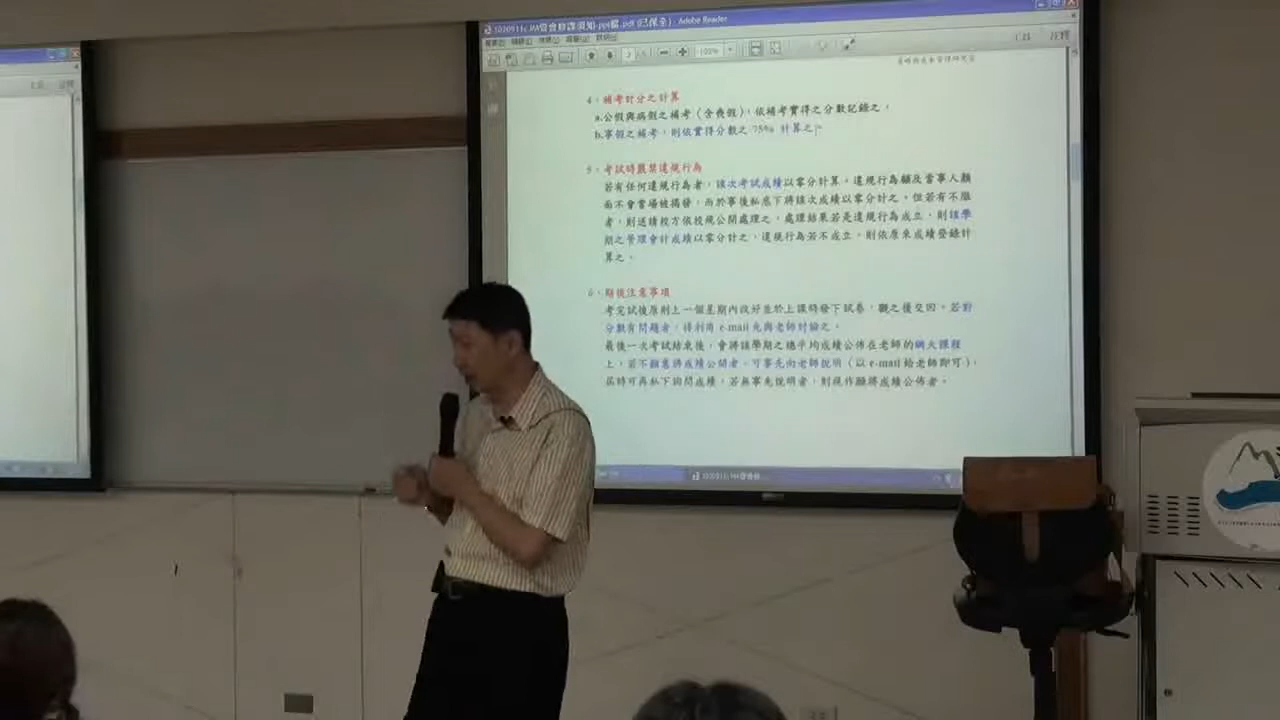 Adobe Reader
4、補考計分之計算
a.公假與病假之補考（含喪假），依補考實得之分數記錄之。
b.事假之補考，則依實得分數之 75% 計算之。
5、考試時嚴禁違規行為
若有任何違規行為者，該次考試成績以零分計算。違規行為顧及當事人顏
面不會當場被揭發，而於事後私底下將該次成績以零分計之。但若有不服
者，則送請校方依校規公開處理之，處理結果若是違規行為成立，則該學
期之管理會計成績以零分計之，違規行為若不成立，則依原來成績登錄計
算之。
6、期後注意事項
考完試後原則上一個星期內改好並於上課時發下試卷，觀之後交回。若對
分數有問題者，得利用 e-mail 先與老師討論之。
最後一次考試結束後，會將該學期之總平均成績公佈在老師的網大課程
上，若不願意將成績公開者，可事先向老師說明（以 e-mail 給老師即可），
屆時可再私下詢問成績，若無事先說明者，則視作願將成績公佈者。